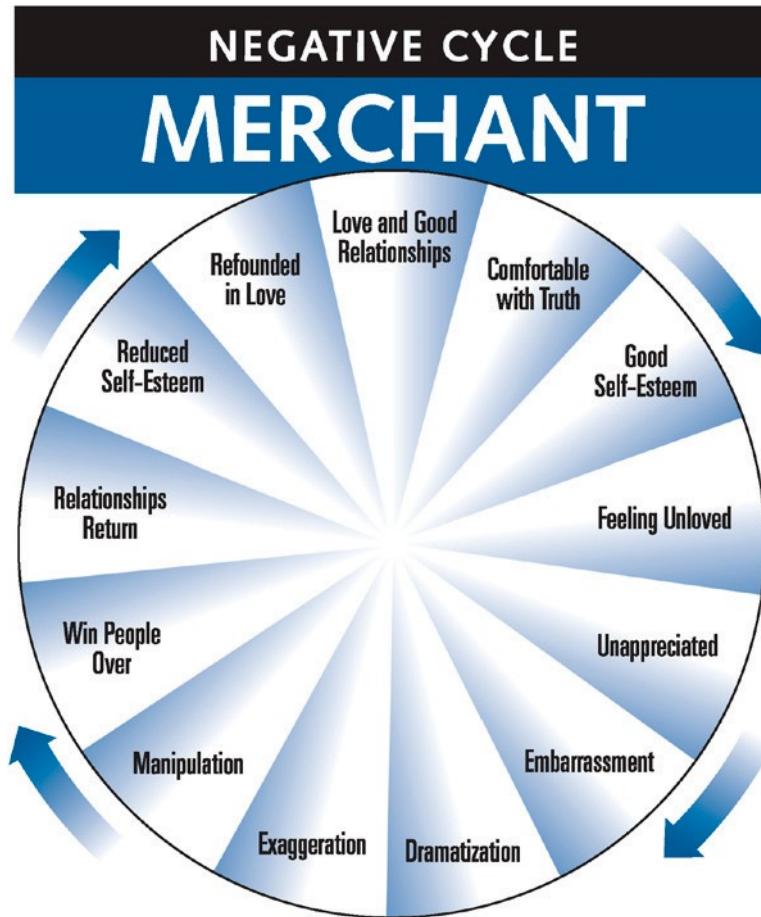 NEGATIVE CYCLE
MERCHANT
Love and Good
Relationships
Comfortable
with Truth
Good
Self-Esteem
Feeling Unloved
Unappreciated
Embarrassment
Dramatization
Exaggeration
Manipulation
Win People
Over
Relationships
Return
Reduced
Self-Esteem
Refounded
in Love